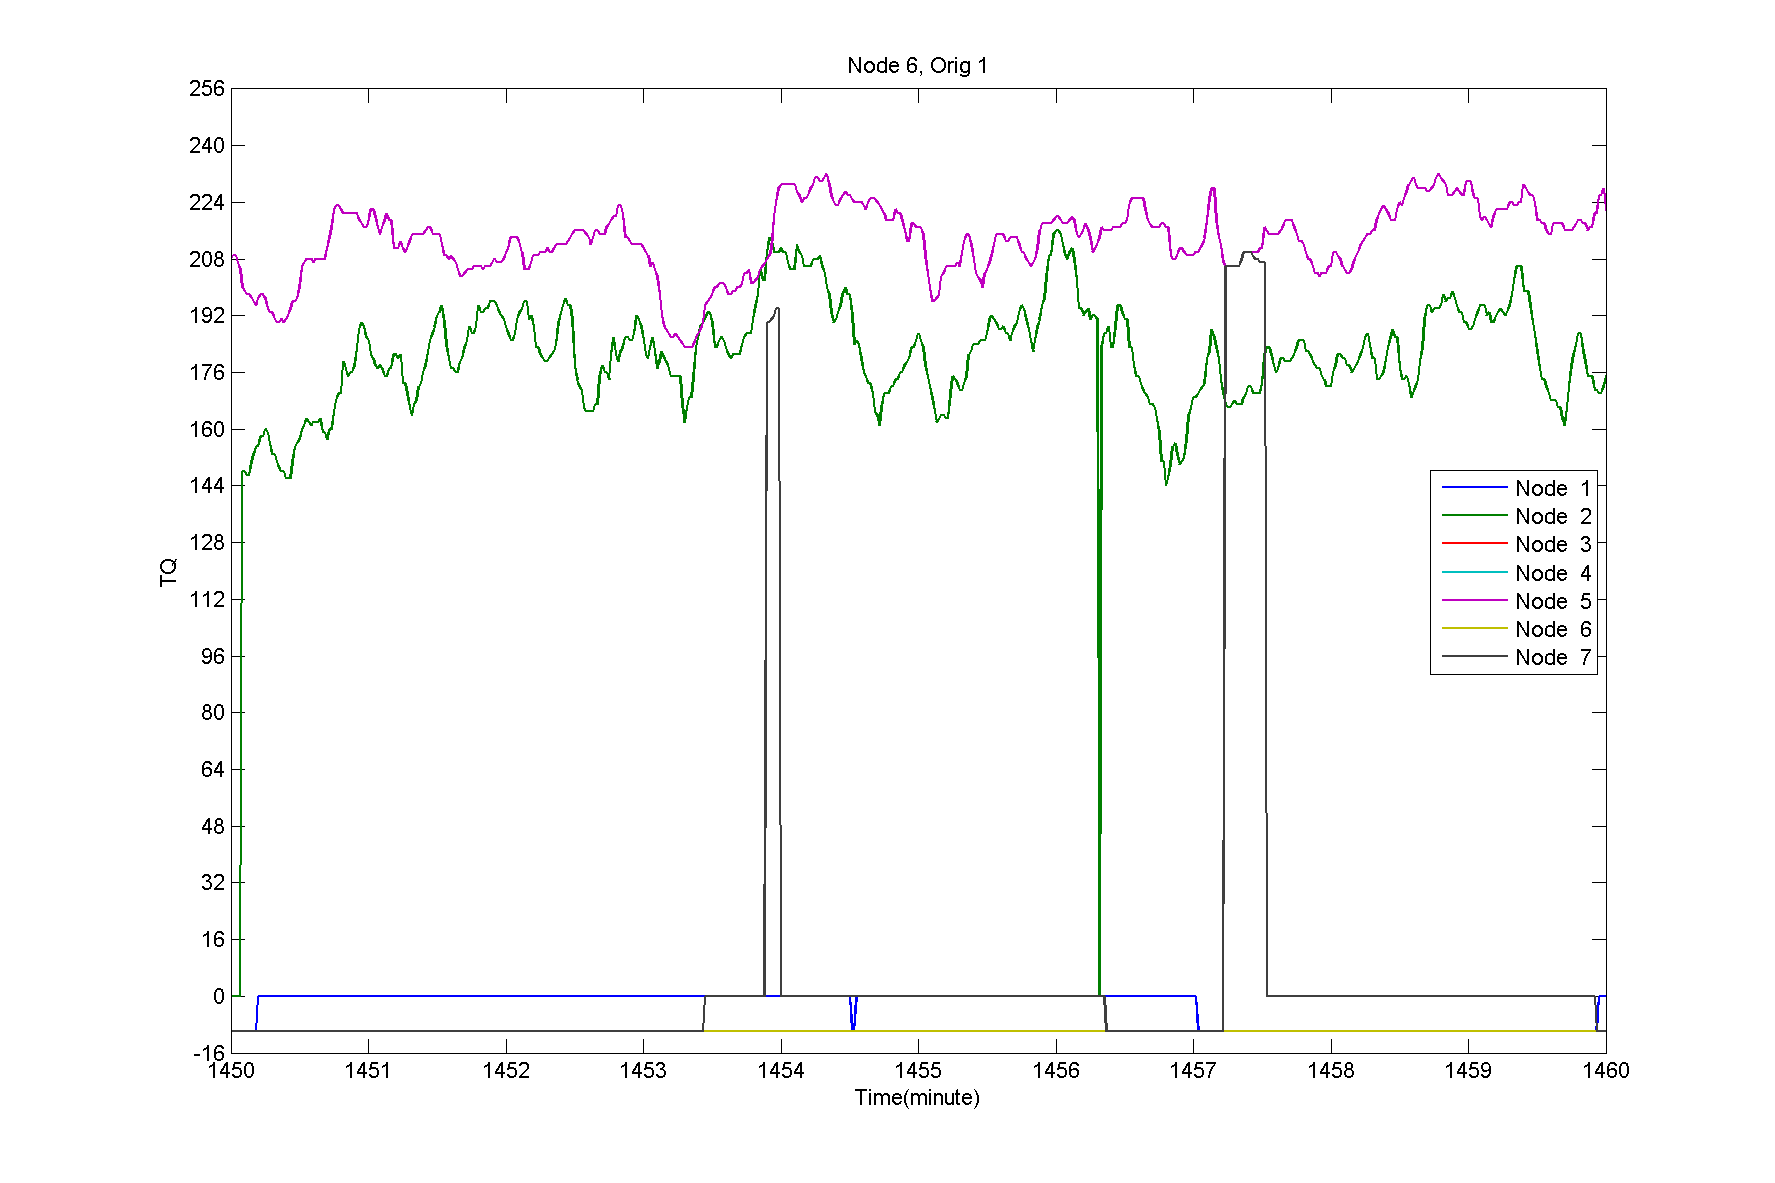 Node 6, Orig 1
256
240
224
208
192
176
160
144
128
112
96
80
64
48
32
16
0
-16
TQ
Node 1
Node 2
Node 3
Node 4
Node 5
Node 6
Node 7
1450 1451 1452 1453 1454 1455 1456 1457 1458 1459 1460
Time(minute)